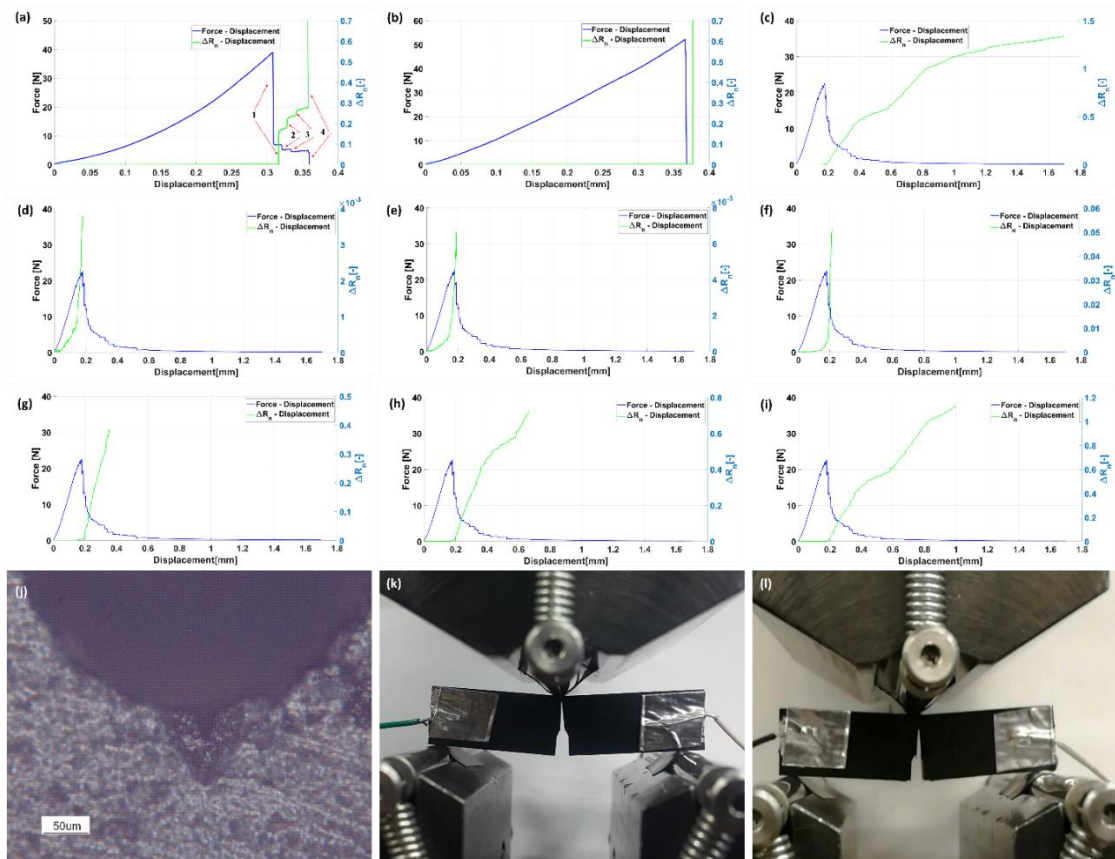 (a)
Force - Displacement
ΔRn - Displacement
50
40
30
20
10
0
Force [N]
0.7
0.6
0.5
0.4
0.3
0.2
0.1
0
ΔRn[-]
1
2
3
4
0 0.05 0.1 0.15 0.2 0.25 0.3 0.35 0.4
Displacement[mm]
(b)
Force - Displacement
ΔRn - Displacement
60
50
40
30
20
10
0
Force [N]
0.7
0.6
0.5
0.4
0.3
0.2
0.1
0
ΔRn[-]
0 0.05 0.1 0.15 0.2 0.25 0.3 0.35 0.4
Displacement[mm]
(c)
Force - Displacement
ΔRn - Displacement
40
30
20
10
0
Force [N]
1.5
1
0.5
0
ΔRn[-]
0 0.2 0.4 0.6 0.8 1 1.2 1.4 1.6 1.8
Displacement[mm]
(d)
Force - Displacement
ΔRn - Displacement
40
30
20
10
0
Force [N]
×10-3
4
3
2
1
0
ΔRn[-]
0 0.2 0.4 0.6 0.8 1 1.2 1.4 1.6 1.8
Displacement[mm]
(e)
Force - Displacement
ΔRn - Displacement
40
30
20
10
0
Force [N]
×10-3
8
6
4
2
0
ΔRn[-]
0 0.2 0.4 0.6 0.8 1 1.2 1.4 1.6 1.8
Displacement[mm]
(f)
Force - Displacement
ΔRn - Displacement
40
30
20
10
0
Force [N]
0.06
0.05
0.04
0.03
0.02
0.01
0
ΔRn[-]
0 0.2 0.4 0.6 0.8 1 1.2 1.4 1.6 1.8
Displacement[mm]
(g)
Force - Displacement
ΔRn - Displacement
40
30
20
10
0
Force [N]
0.5
0.4
0.3
0.2
0.1
0
ΔRn[-]
0 0.2 0.4 0.6 0.8 1 1.2 1.4 1.6 1.8
Displacement[mm]
(h)
Force - Displacement
ΔRn - Displacement
40
30
20
10
0
Force [N]
0.8
0.6
0.4
0.2
0
ΔRn[-]
0 0.2 0.4 0.6 0.8 1 1.2 1.4 1.6 1.8
Displacement[mm]
(i)
Force - Displacement
ΔRn - Displacement
40
30
20
10
0
Force [N]
1.2
1
0.8
0.6
0.4
0.2
0
ΔRn[-]
0 0.2 0.4 0.6 0.8 1 1.2 1.4 1.6 1.8
Displacement[mm]
(j)
50um
(k)
(l)